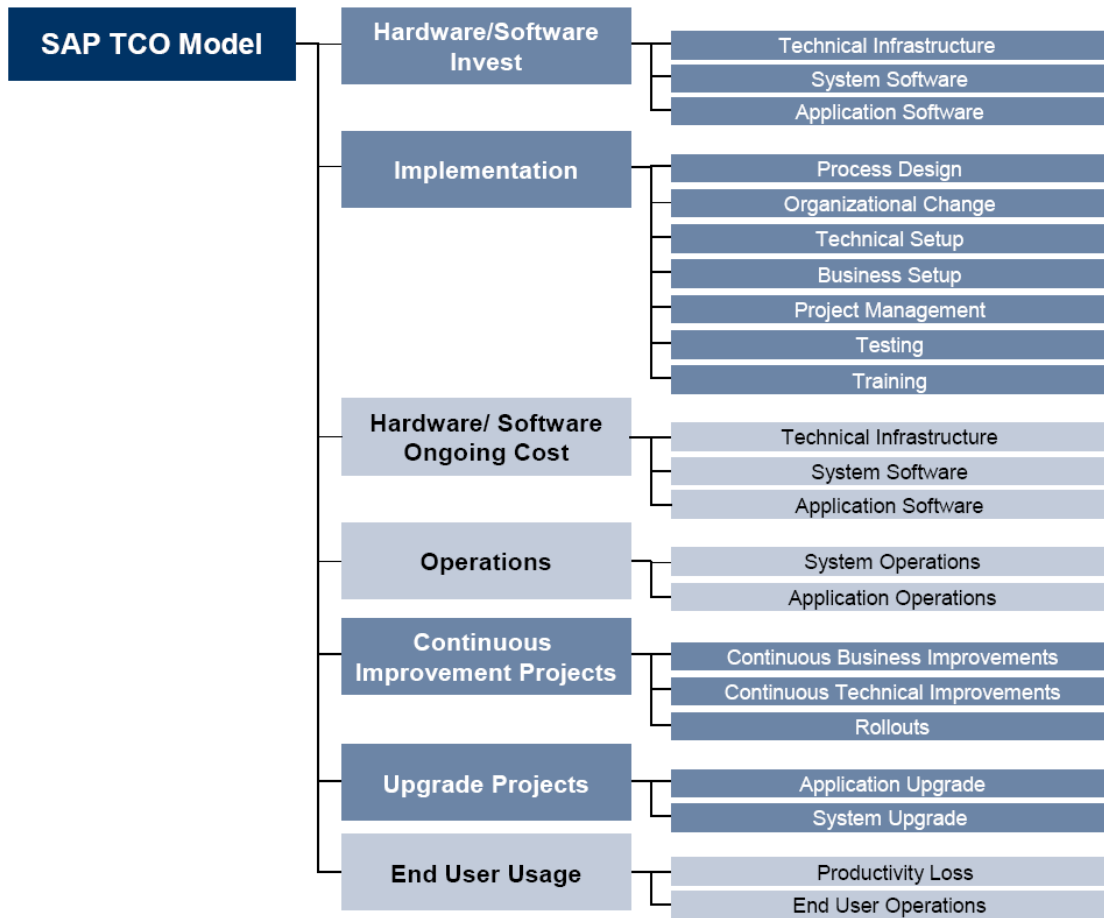 SAP TCO Model
Hardware/Software
Invest
Technical Infrastructure
System Software
Application Software
Implementation
Process Design
Organizational Change
Technical Setup
Business Setup
Project Management
Testing
Training
Hardware/ Software
Ongoing Cost
Technical Infrastructure
System Software
Application Software
Operations
System Operations
Application Operations
Continuous
Improvement Projects
Continuous Business Improvements
Continuous Technical Improvements
Rollouts
Upgrade Projects
Application Upgrade
System Upgrade
End User Usage
Productivity Loss
End User Operations